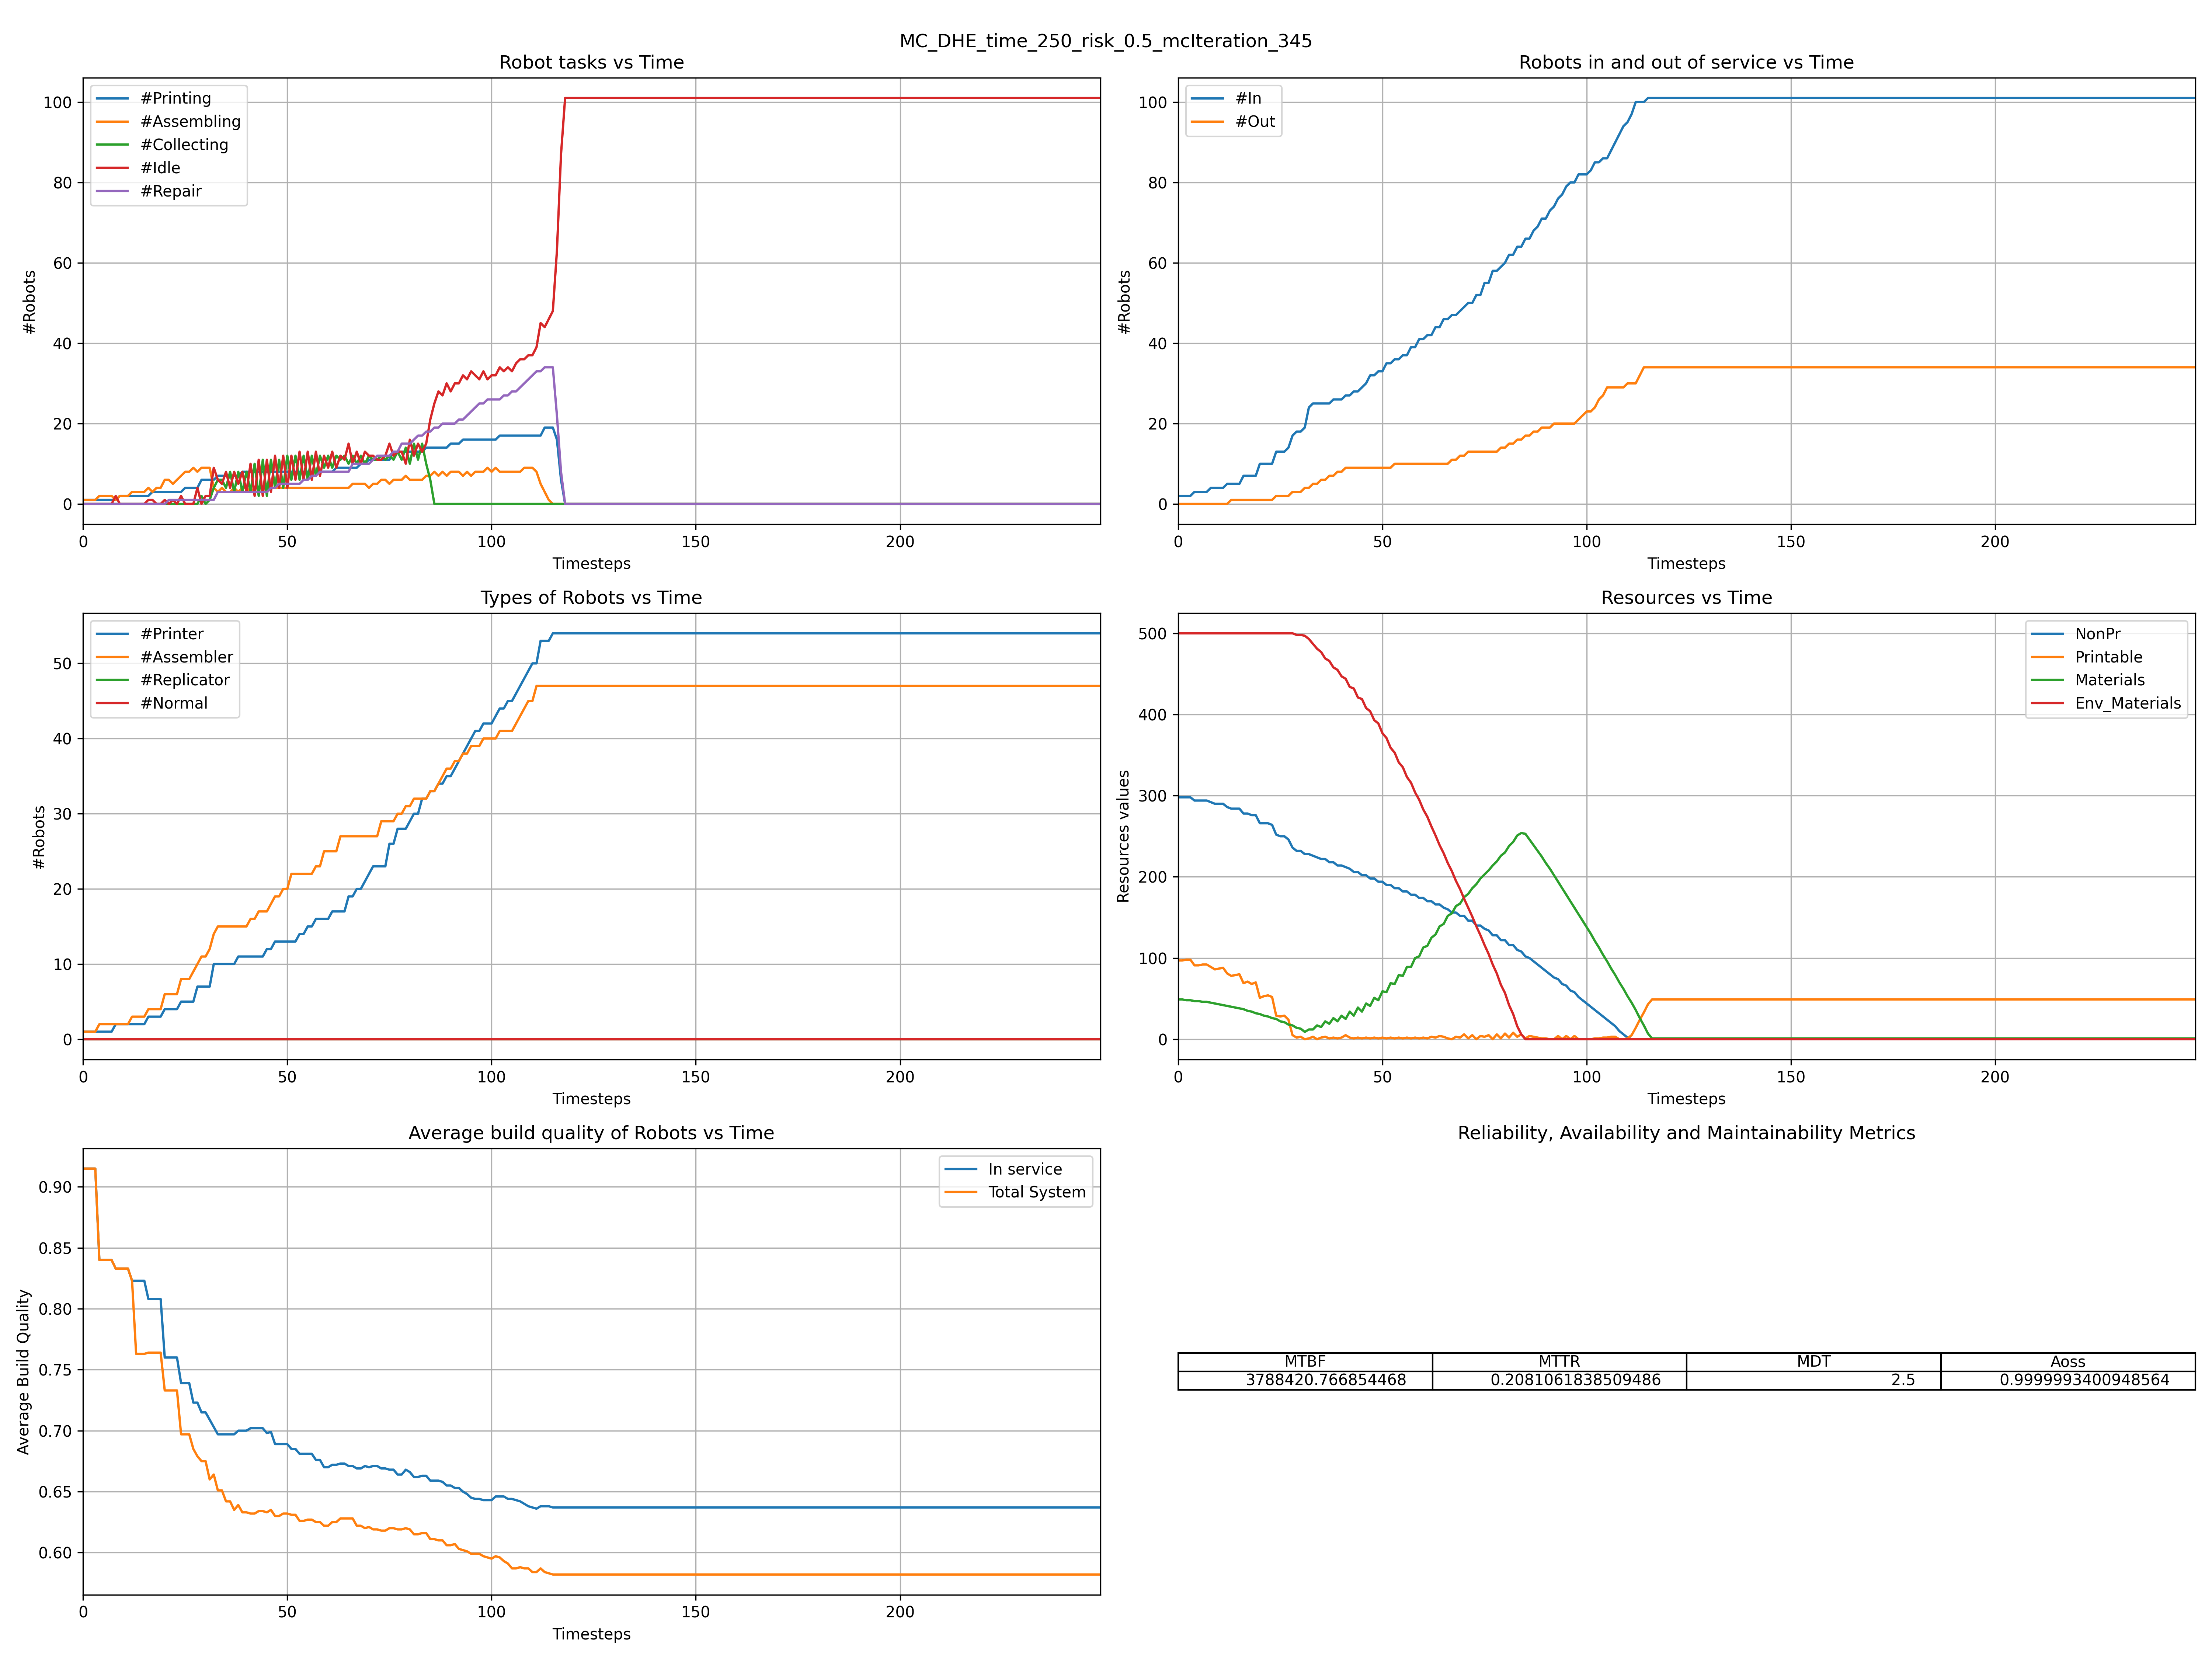 MC_DHE_time_250_risk_0.5_mcIteration_345
Robot tasks vs Time
#Printing
#Assembling
#Collecting
#Idle
#Repair
#Robots
100
80
60
40
20
0
0 50 100 150 200
Timesteps
Robots in and out of service vs Time
#In
#Out
#Robots
100
80
60
40
20
0
0 50 100 150 200
Timesteps
Types of Robots vs Time
#Printer
#Assembler
#Replicator
#Normal
#Robots
50
40
30
20
10
0
0 50 100 150 200
Timesteps
Resources vs Time
NonPr
Printable
Materials
Env_Materials
Resources values
500
400
300
200
100
0
0 50 100 150 200
Timesteps
Average build quality of Robots vs Time
In service
Total System
Average Build Quality
0.90
0.85
0.80
0.75
0.70
0.65
0.60
0 50 100 150 200
Timesteps
Reliability, Availability and Maintainability Metrics
MTBF MTTR MDT Aoss
3788420.766854468 0.2081061838509486 2.5 0.9999993400948564